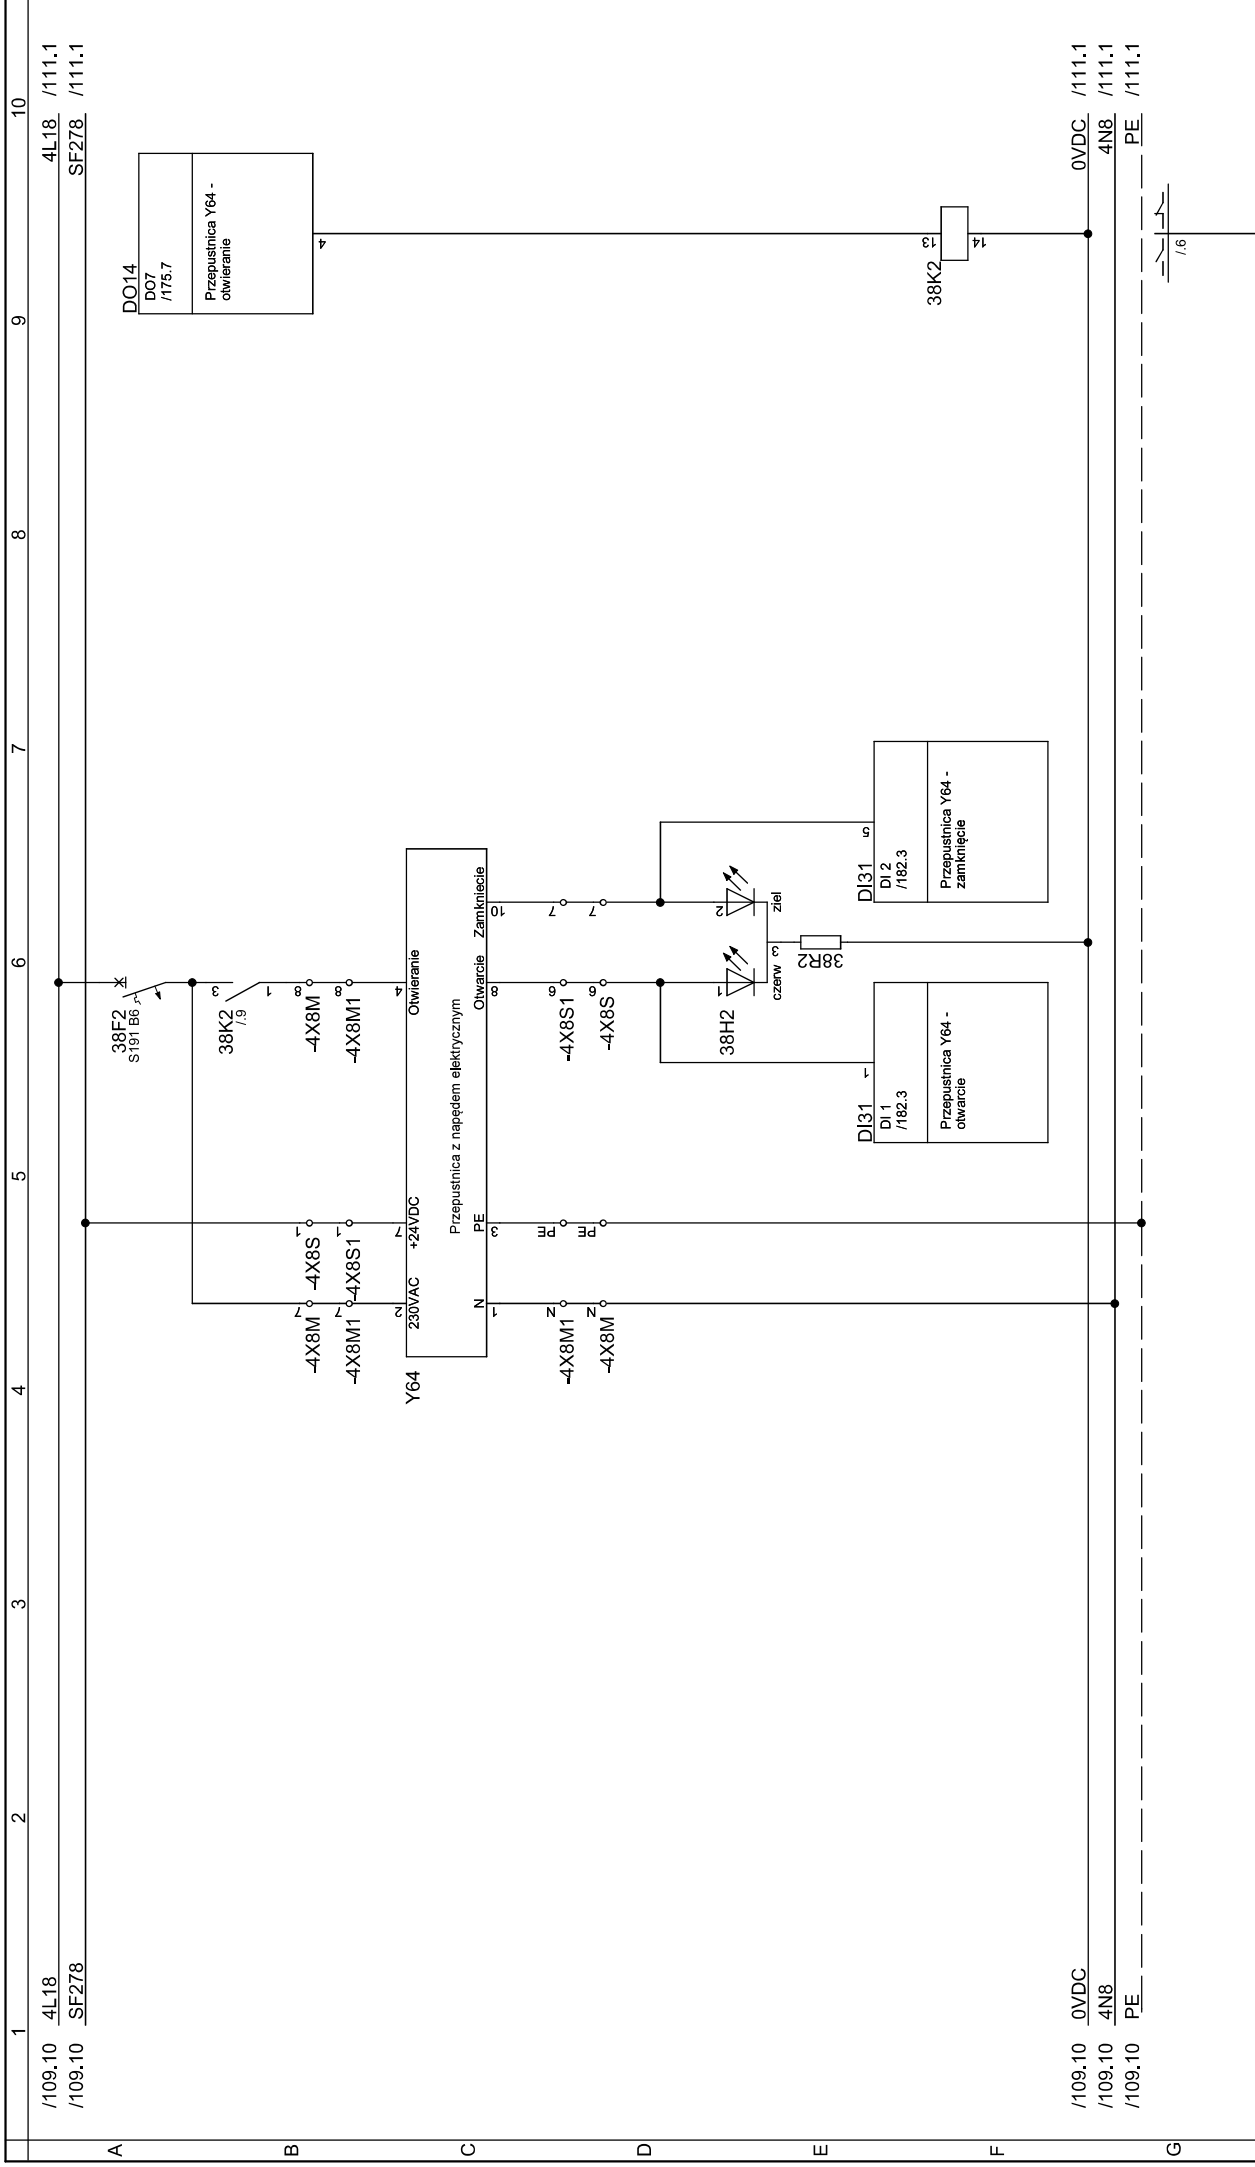 1 2 3 4 5 6 7 8 9 10
A
B
C
D
E
F
G
/109.10 4L18
/109.10 SF278
4L18 /111.1
SF278 /111.1
38F2
S191 B6
38K2
/.9
3
1
DO14
DO7
/175.7
Przepustnica Y64 -
otwieranie
4
7
-4X8M
7
-4X8M1
1
-4X8S
1
-4X8S1
8
-4X8M
8
-4X8M1
Y64
2
230VAC
7
+24VDC
4
Otwieranie
Przepustnica z napędem elektrycznym
N
1
PE
3
Otwarcie
8
Zamkniecie
10
N
-4X8M1
N
-4X8M
PE
PE
6
-4X8S1
6
-4X8S
7
7
38H2
1
2
czerw
3
ziel
38R2
DI31
1
DI 1
/182.3
Przepustnica Y64 -
otwarcie
DI31
5
DI 2
/182.3
Przepustnica Y64 -
zamknięcie
38K2
13
14
/109.10 0VDC
/109.10 4N8
/109.10 PE
0VDC /111.1
4N8 /111.1
PE /111.1
/.6